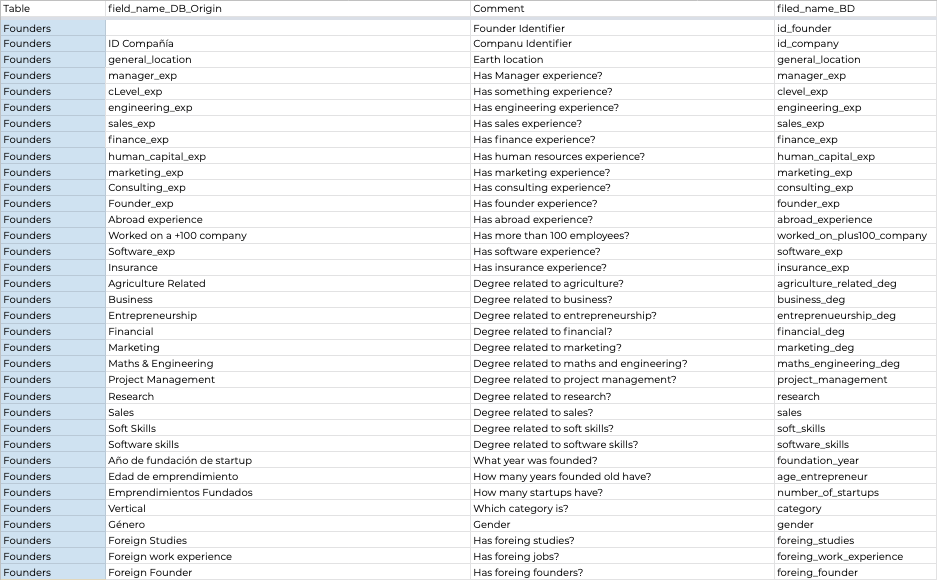 Table field_name_DB_Origin Comment filed_name_BD
Founders Founder Identifier id_founder
Founders ID Compañía Companu Identifier id_company
Founders general_location Earth location general_location
Founders manager_exp Has Manager experience? manager_exp
Founders cLevel_exp Has something experience? clevel_exp
Founders engineering_exp Has engineering experience? engineering_exp
Founders sales_exp Has sales experience? sales_exp
Founders finance_exp Has finance experience? finance_exp
Founders human_capital_exp Has human resources experience? human_capital_exp
Founders marketing_exp Has marketing experience? marketing_exp
Founders Consulting_exp Has consulting experience? consulting_exp
Founders Founder_exp Has founder experience? founder_exp
Founders Abroad experience Has abroad experience? abroad_experience
Founders Worked on a +100 company Has more than 100 employees? worked_on_plus100_company
Founders Software_exp Has software experience? software_exp
Founders Insurance Has insurance experience? insurance_exp
Founders Agriculture Related Degree related to agriculture? agriculture_related_deg
Founders Business Degree related to business? business_deg
Founders Entrepreneurship Degree related to entrepreneurship? entreprenueurship_deg
Founders Financial Degree related to financial? financial_deg
Founders Marketing Degree related to marketing? marketing_deg
Founders Maths & Engineering Degree related to maths and engineering? maths_engineering_deg
Founders Project Management Degree related to project management? project_management
Founders Research Degree related to research? research
Founders Sales Degree related to sales? sales
Founders Soft Skills Degree related to soft skills? soft_skills
Founders Software skills Degree related to software skills? software_skills
Founders Año de fundación de startup What year was founded? foundation_year
Founders Edad de emprendimiento How many years founded old have? age_entrepreneur
Founders Emprendimientos Fundados How many startups have? number_of_startups
Founders Vertical Which category is? category
Founders Género Gender gender
Founders Foreign Studies Has foreing studies? foreing_studies
Founders Foreign work experience Has foreing jobs? foreing_work_experience
Founders Foreign Founder Has foreing founders? foreing_founder